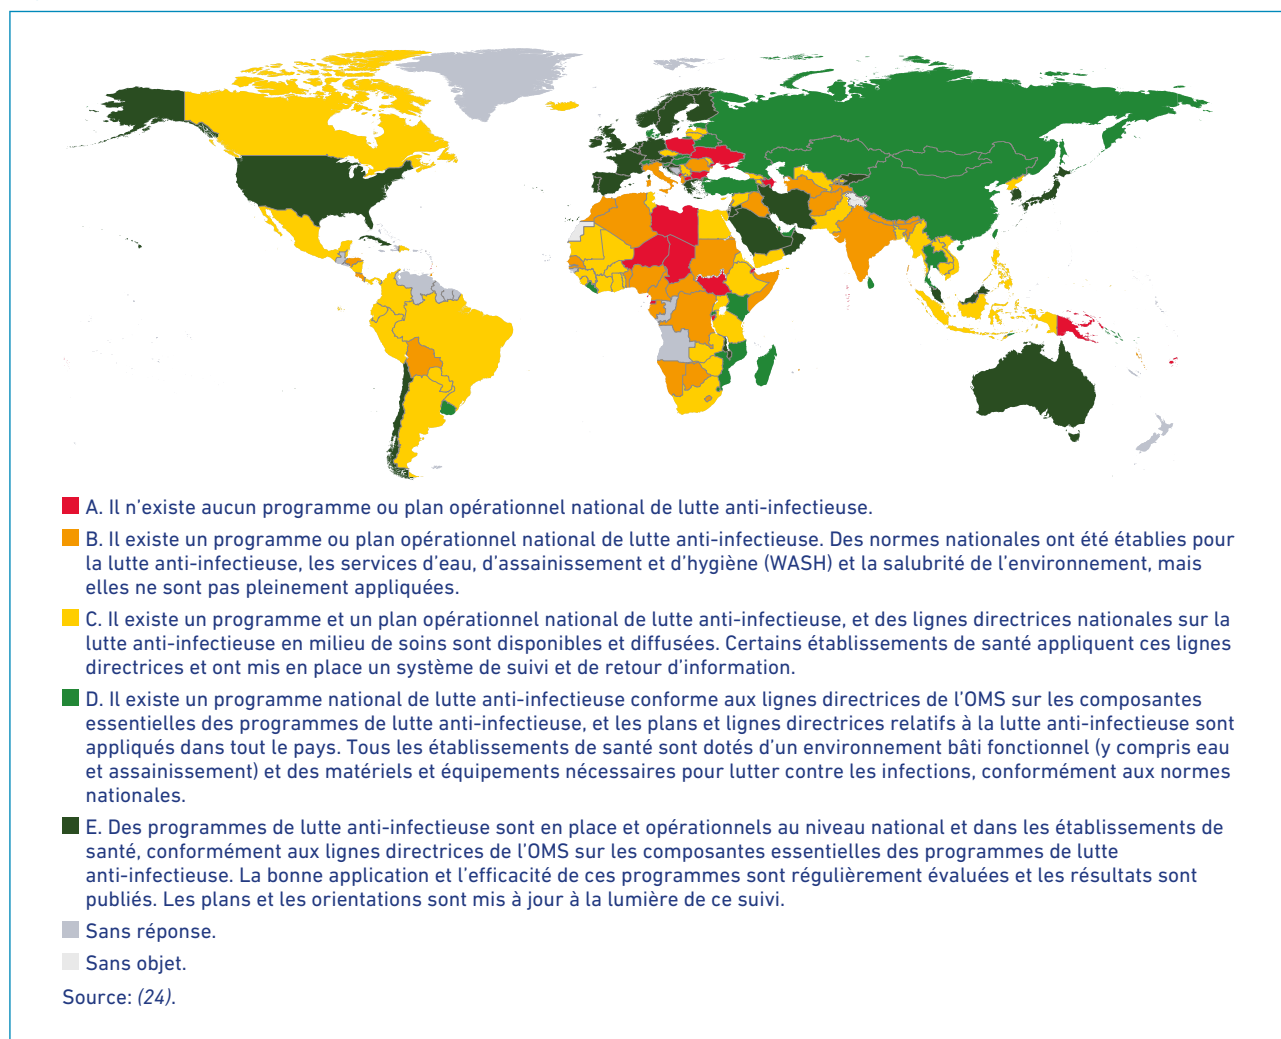 A. Il n’existe aucun programme ou plan opérationnel national de lutte anti-infectieuse.
B. Il existe un programme ou plan opérationnel national de lutte anti-infectieuse. Des normes nationales ont été établies pour
la lutte anti-infectieuse, les services d’eau, d’assainissement et d’hygiène (WASH) et la salubrité de l’environnement, mais
elles ne sont pas pleinement appliquées.
C. Il existe un programme et un plan opérationnel national de lutte anti-infectieuse, et des lignes directrices nationales sur la
lutte anti-infectieuse en milieu de soins sont disponibles et diffusées. Certains établissements de santé appliquent ces lignes
directrices et ont mis en place un système de suivi et de retour d’information.
D. Il existe un programme national de lutte anti-infectieuse conforme aux lignes directrices de l’OMS sur les composantes
essentielles des programmes de lutte anti-infectieuse, et les plans et lignes directrices relatifs à la lutte anti-infectieuse sont
appliqués dans tout le pays. Tous les établissements de santé sont dotés d’un environnement bâti fonctionnel (y compris eau
et assainissement) et des matériels et équipements nécessaires pour lutter contre les infections, conformément aux normes
nationales.
E. Des programmes de lutte anti-infectieuse sont en place et opérationnels au niveau national et dans les établissements de
santé, conformément aux lignes directrices de l’OMS sur les composantes essentielles des programmes de lutte
anti-infectieuse. La bonne application et l’efficacité de ces programmes sont régulièrement évaluées et les résultats sont
publiés. Les plans et les orientations sont mis à jour à la lumière de ce suivi.
Sans réponse.
Sans objet.
Source: (24).